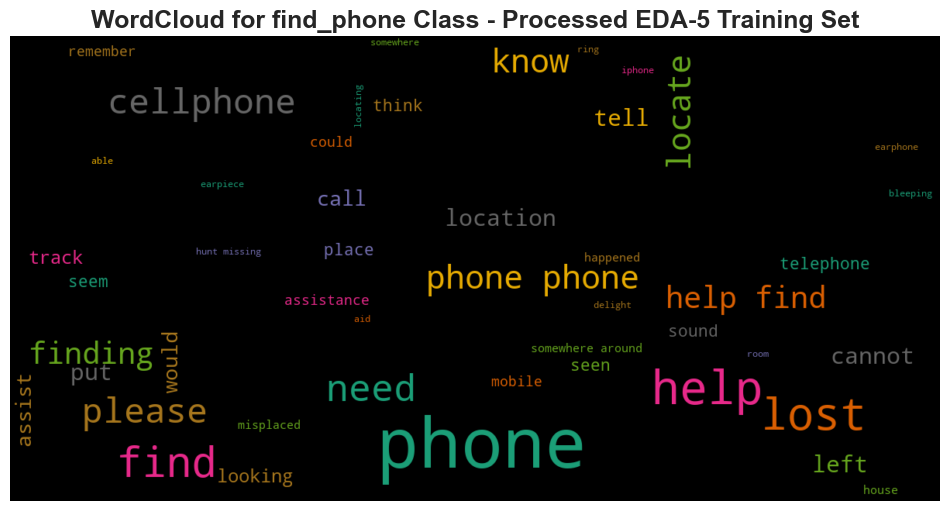 WordCloud for find_phone Class - Processed EDA-5 Training Set
somewhere
remember
know
ring
cellphone
iphone
locate
locating
think
tell
could
earphone
able
earpiece
bleeping
call
location
hunt missing
place
track
happened
telephone
seem
phone phone
assistance
help find
delight
aid
sound
finding
would
somewhere around
room
cannot
put
seen
assist
need
mobile
help
please
lost
misplaced
phone
find
looking
left
house